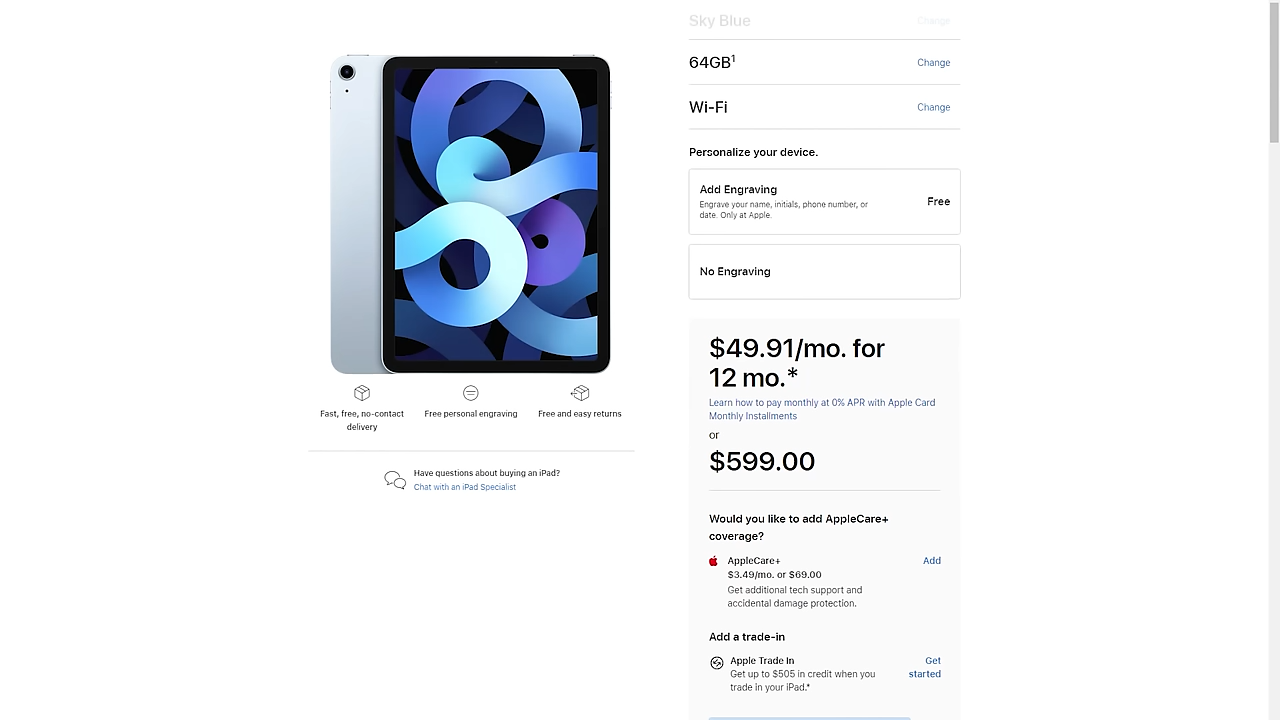 Sky Blue Change
64GB1 Change
Wi-Fi Change
Personalize your device.
Add Engraving
Engrave your name, initials, phone number, or
date. Only at Apple.
Free
No Engraving
$49.91/mo. for
12 mo.*
Learn how to pay monthly at 0% APR with Apple Card
Monthly Installments
or
$599.00
Would you like to add AppleCare+
coverage?
AppleCare+ Add
$3.49/mo. or $69.00
Get additional tech support and
accidental damage protection.
Add a trade-in
Apple Trade In
Get up to $505 in credit when you
trade in your iPad.*
Get
started
Fast, free, no-contact
delivery
Free personal engraving
Free and easy returns
Have questions about buying an iPad?
Chat with an iPad Specialist